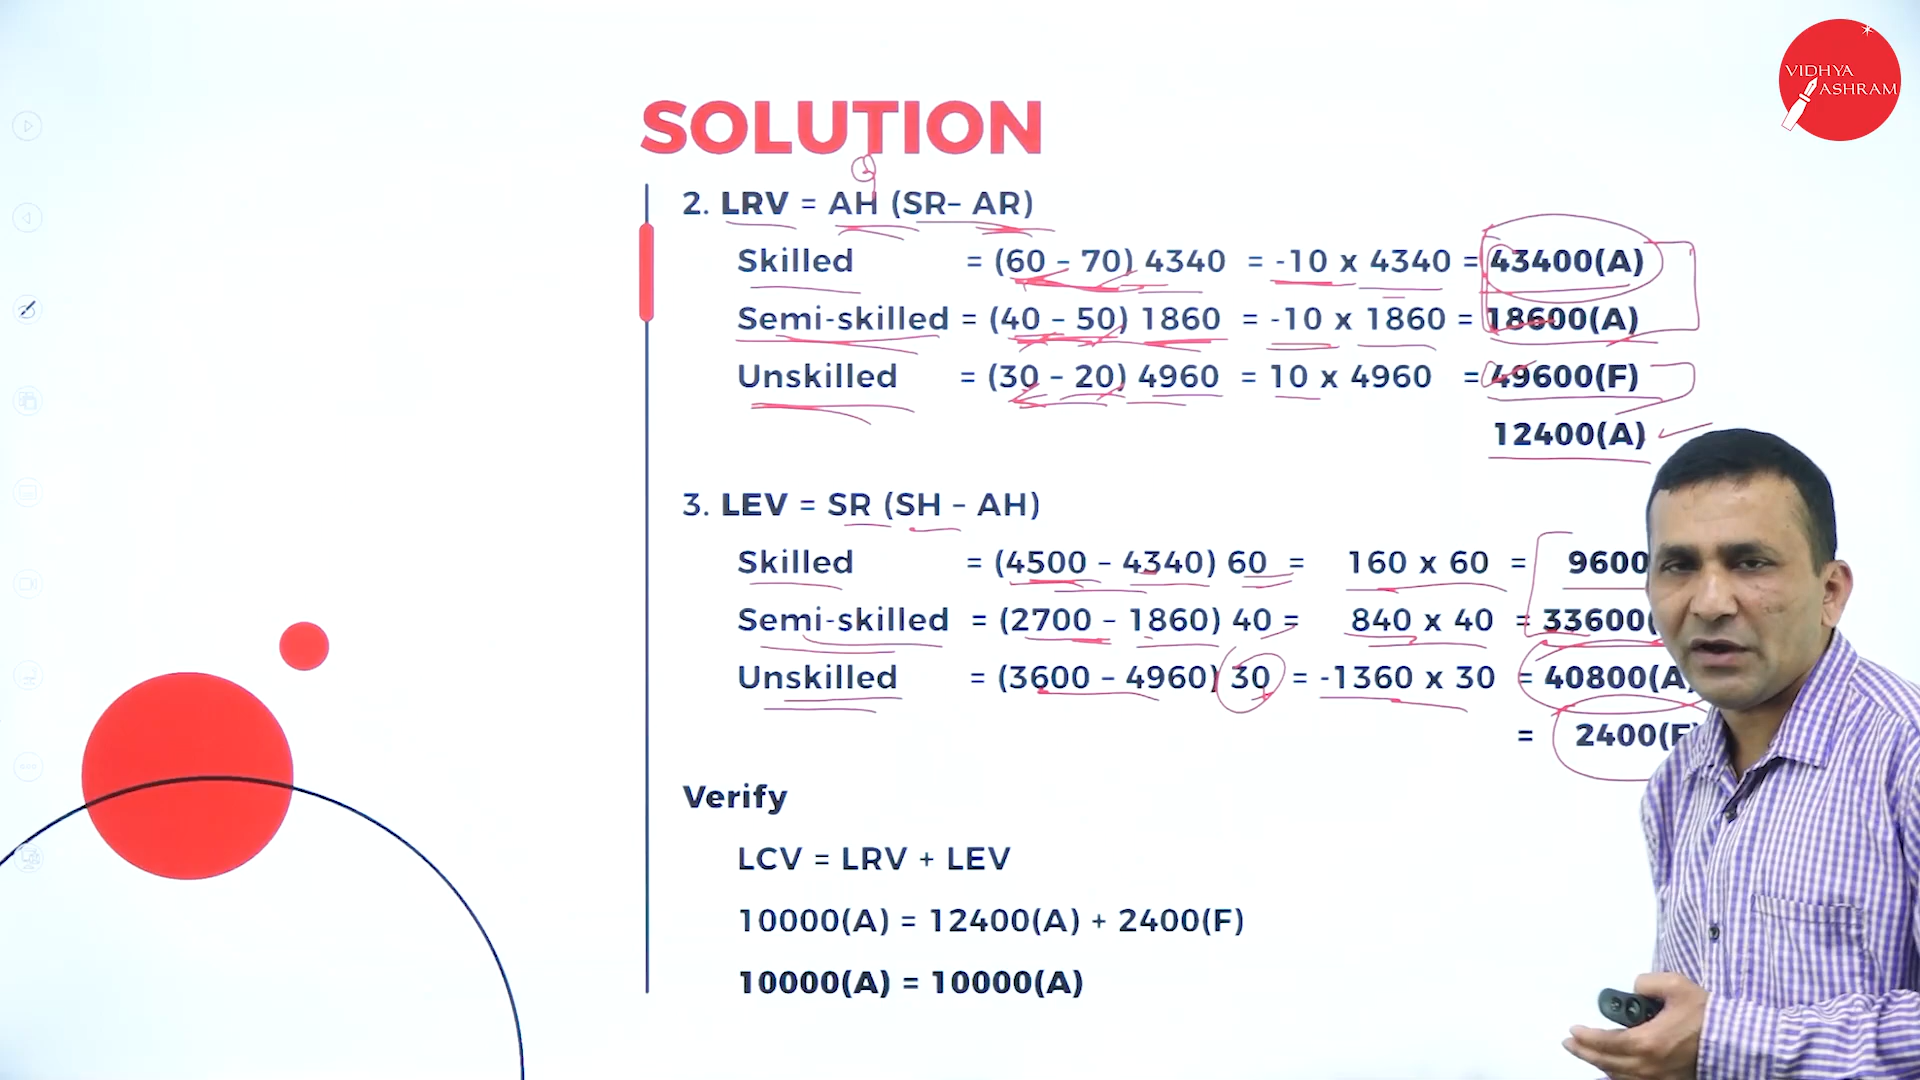 VIDHYA
ASHRAM
SOLUTION
2. LRV = AH (SR- AR)
Skilled = (60 - 70) 4340 = -10 x 4340 = 43400(A)
Semi-skilled = (40 - 50) 1860 = -10 x 1860 = 18600(A)
Unskilled = (30 - 20) 4960 = 10 x 4960 = 49600(F)
12400(A)
3. LEV = SR (SH - AH)
Skilled = (4500 - 4340) 60 = 160 x 60 = 9600
Semi-skilled = (2700 - 1860) 40 = 840 x 40 = 33600(
Unskilled = (3600 - 4960) 30 = -1360 x 30 = 40800(A)
= 2400(F)
Verify
LCV = LRV + LEV
10000(A) = 12400(A) + 2400(F)
10000(A) = 10000(A)